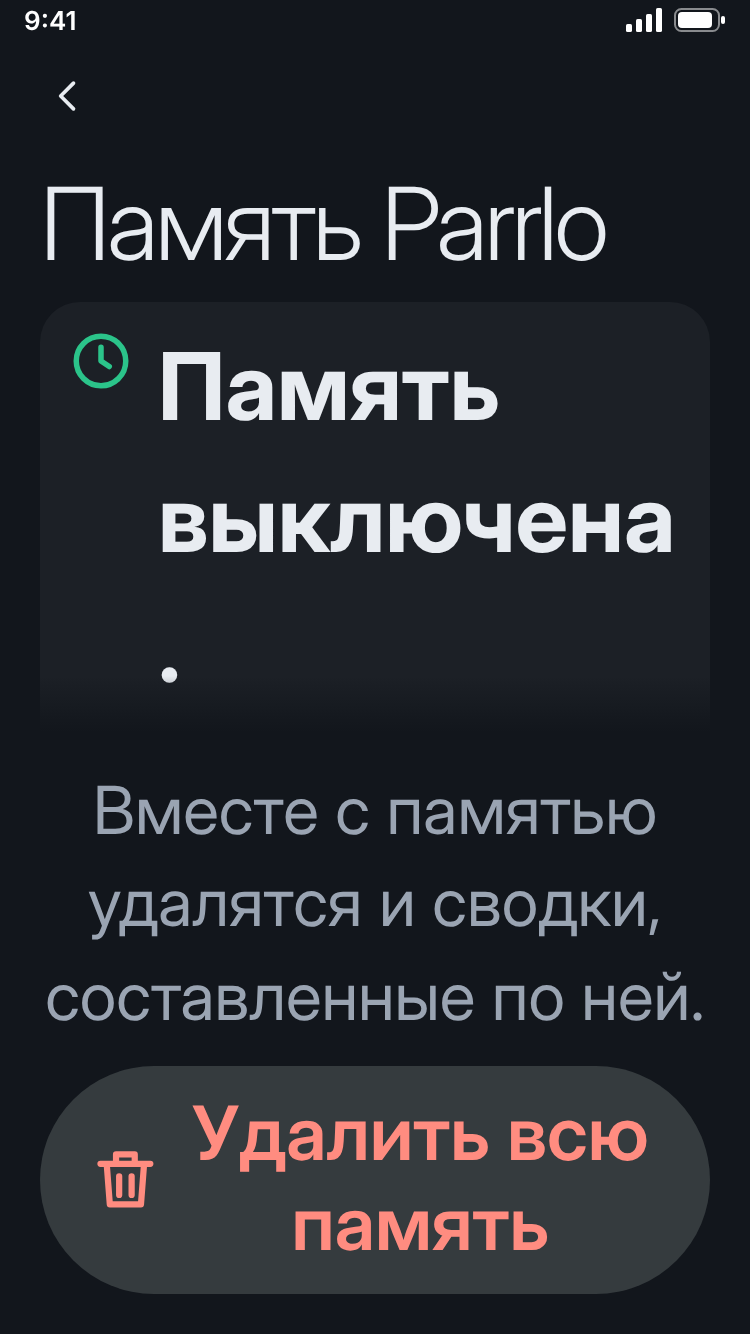 9:41
Память Parrlo
Память
выключена
.
Вместе с памятью
удалятся и сводки,
составленные по ней.
Удалить всю
память